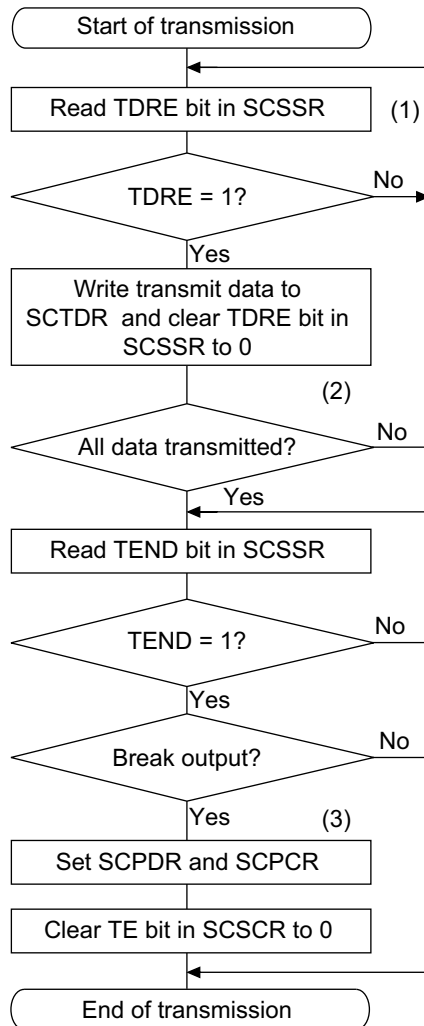 Start of transmission
Read TDRE bit in SCSSR
(1)
TDRE = 1?
No
Yes
Write transmit data to
SCTDR and clear TDRE bit in
SCSSR to 0
(2)
All data transmitted?
No
Yes
Read TEND bit in SCSSR
TEND = 1?
No
Yes
Break output?
No
Yes
(3)
Set SCPDR and SCPCR
Clear TE bit in SCSCR to 0
End of transmission